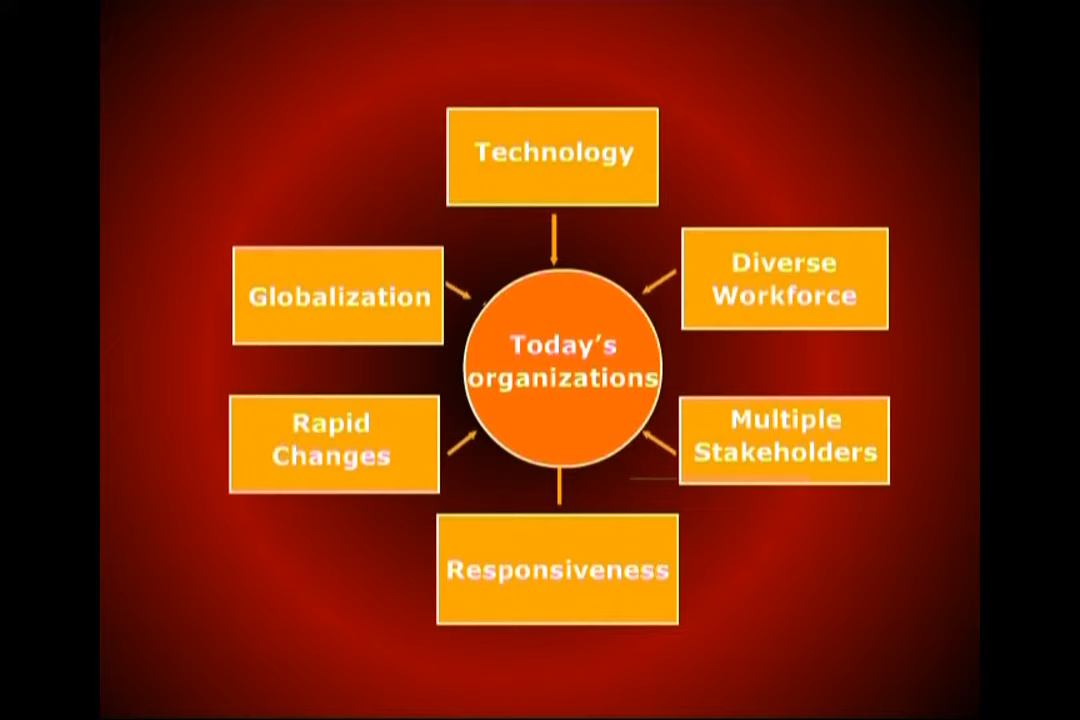 Technology
Diverse
Workforce
Globalization
Today's
organizations
Rapid
Changes
Multiple
Stakeholders
Responsiveness